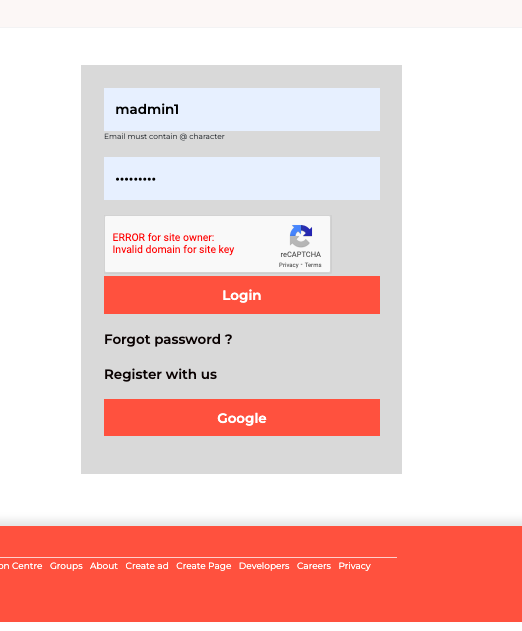 madmin1
Email must contain @ character
•••••••••
ERROR for site owner:
Invalid domain for site key
reCAPTCHA
Privacy - Terms
Login
Forgot password ?
Register with us
Google
on Centre Groups About Create ad Create Page Developers Careers Privacy